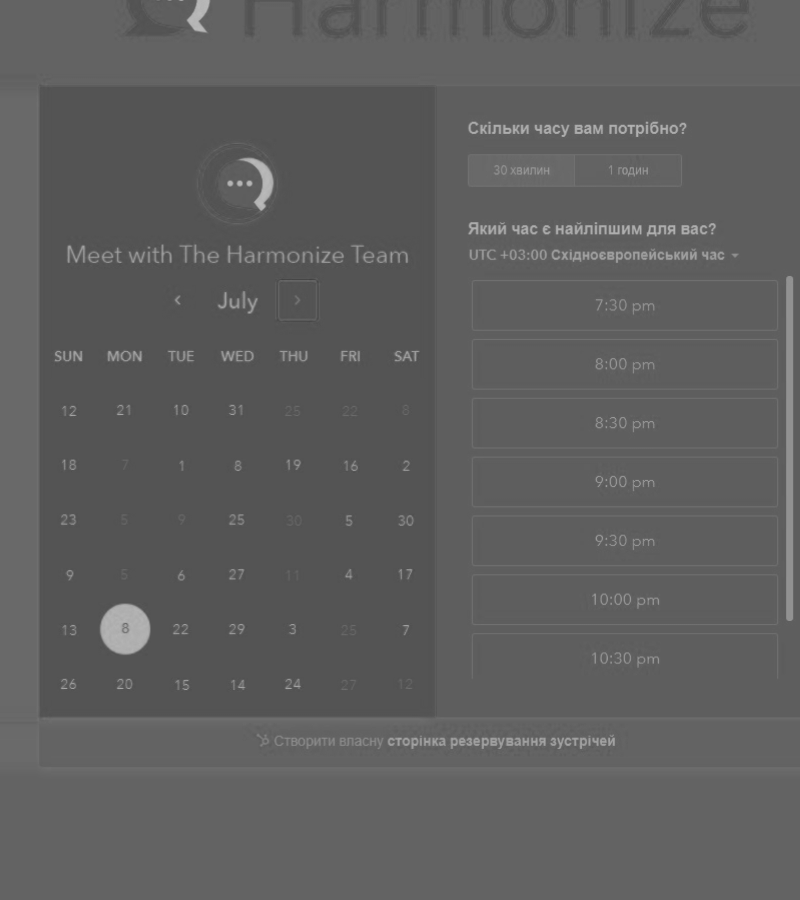 Harmonize
Meet with The Harmonize Team
‹ July ›
SUN MON TUE WED THU FRI SAT
12 21 10 31 25 22
18 7 1 8 19 16 2
23 5 9 25 30 5 30
9 5 6 27 11 4 17
13 8 22 29 3 25 7
26 20 15 14 24 27 12
Скільки часу вам потрібно?
30 хвилин 1 годин
Який час є найліпшим для вас?
UTC +03:00 Східноєвропейський час
7:30 pm
8:00 pm
8:30 pm
9:00 pm
9:30 pm
10:00 pm
10:30 pm
Створити власну сторінка резервування зустрічей